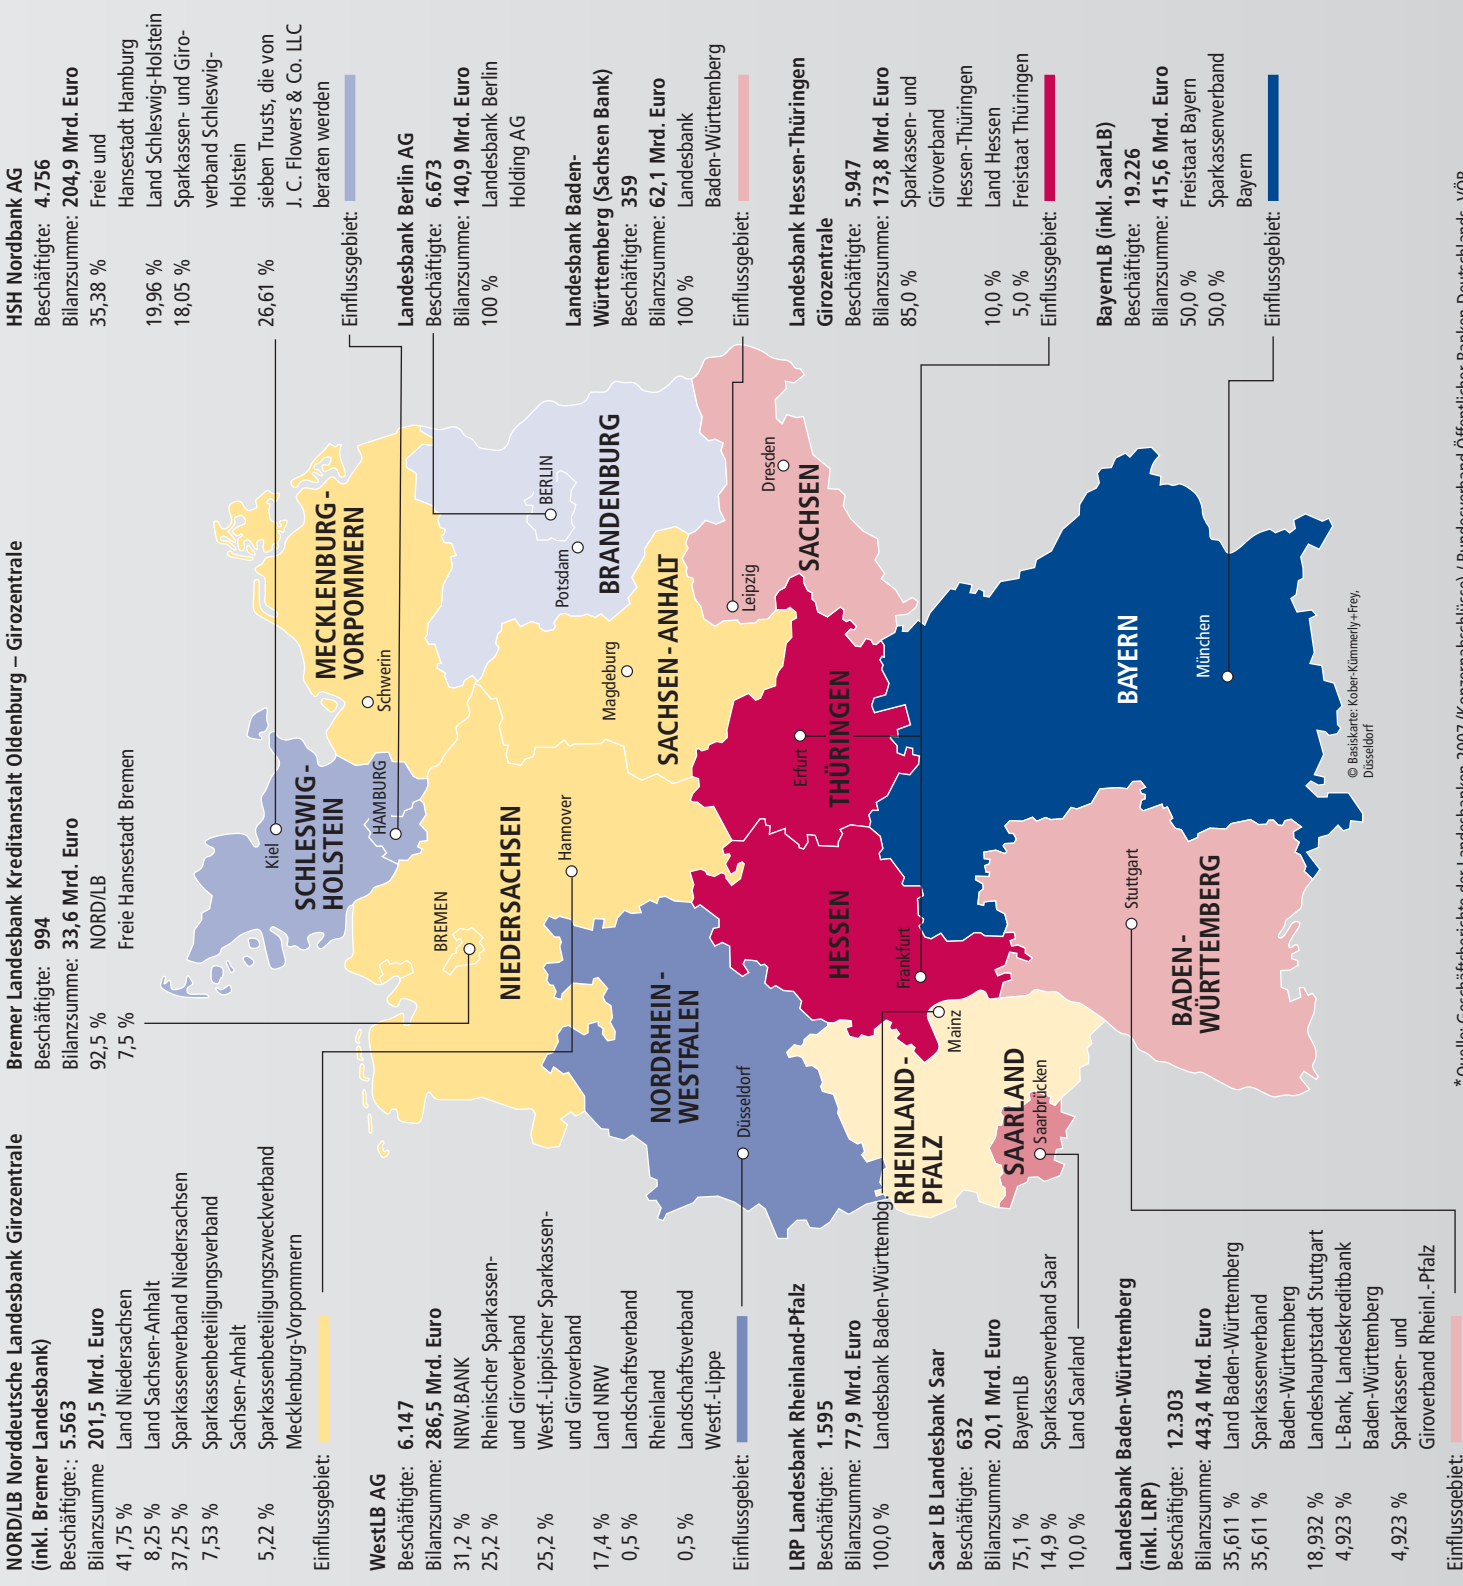 NORD/LB Norddeutsche Landesbank Girozentrale
(inkl. Bremer Landesbank)
Beschäftigte:: 5.563
Bilanzsumme 201,5 Mrd. Euro
41,75 % Land Niedersachsen
8,25 % Land Sachsen-Anhalt
37,25 % Sparkassenverband Niedersachsen
7,53 % Sparkassenbeteiligungsverband
Sachsen-Anhalt
5,22 % Sparkassenbeteiligungszweckverband
Mecklenburg-Vorpommern
Einflussgebiet:
WestLB AG
Beschäftigte: 6.147
Bilanzsumme: 286,5 Mrd. Euro
31,2 % NRW.BANK
25,2 % Rheinischer Sparkassen-
und Giroverband
25,2 % Westf.-Lippischer Sparkassen-
und Giroverband
17,4 % Land NRW
0,5 % Landschaftsverband
Rheinland
0,5 % Landschaftsverband
Westf.-Lippe
Einflussgebiet:
LRP Landesbank Rheinland-Pfalz
Beschäftigte: 1.595
Bilanzsumme: 77,9 Mrd. Euro
100,0 % Landesbank Baden-Württembg
Saar LB Landesbank Saar
Beschäftigte: 632
Bilanzsumme: 20,1 Mrd. Euro
75,1 % BayernLB
14,9 % Sparkassenverband Saar
10,0 % Land Saarland
Landesbank Baden-Württemberg
(inkl. LRP)
Beschäftigte: 12.303
Bilanzsumme: 443,4 Mrd. Euro
35,611 % Land Baden-Württemberg
35,611 % Sparkassenverband
Baden-Württemberg
18,932 % Landeshauptstadt Stuttgart
4,923 % L-Bank, Landeskreditbank
Baden-Württemberg
4,923 % Sparkassen- und
Giroverband Rheinl.-Pfalz
Einflussgebiet:
Bremer Landesbank Kreditanstalt Oldenburg – Girozentrale
Beschäftigte: 994
Bilanzsumme: 33,6 Mrd. Euro
92,5 % NORD/LB
7,5 % Freie Hansestadt Bremen
Kiel
SCHLESWIG-
HOLSTEIN
HAMBURG
MECKLENBURG-
VORPOMMERN
Schwerin
BREMEN
NIEDERSACHSEN
Hannover
BERLIN
Potsdam
BRANDENBURG
Magdeburg
SACHSEN-ANHALT
NORDRHEIN-
WESTFALEN
Düsseldorf
Leipzig
Dresden
SACHSEN
Erfurt
THÜRINGEN
HESSEN
Frankfurt
Mainz
RHEINLAND-
PFALZ
SAARLAND
Saarbrücken
BAYERN
München
Stuttgart
BADEN-
WÜRTTEMBERG
© Basiskarte: Kober-Kümmerly+Frey,
Düsseldorf
HSH Nordbank AG
Beschäftigte: 4.756
Bilanzsumme: 204,9 Mrd. Euro
35,38 % Freie und
Hansestadt Hamburg
19,96 % Land Schleswig-Holstein
18,05 % Sparkassen- und Giro-
verband Schleswig-
Holstein
26,61 % sieben Trusts, die von
J. C. Flowers & Co. LLC
beraten werden
Einflussgebiet:
Landesbank Berlin AG
Beschäftigte: 6.673
Bilanzsumme: 140,9 Mrd. Euro
100 % Landesbank Berlin
Holding AG
Landesbank Baden-
Württemberg (Sachsen Bank)
Beschäftigte: 359
Bilanzsumme: 62,1 Mrd. Euro
100 % Landesbank
Baden-Württemberg
Einflussgebiet:
Landesbank Hessen-Thüringen
Girozentrale
Beschäftigte: 5.947
Bilanzsumme: 173,8 Mrd. Euro
85,0 % Sparkassen- und
Giroverband
Hessen-Thüringen
10,0 % Land Hessen
5,0 % Freistaat Thüringen
Einflussgebiet:
BayernLB (inkl. SaarLB)
Beschäftigte: 19.226
Bilanzsumme: 415,6 Mrd. Euro
50,0 % Freistaat Bayern
50,0 % Sparkassenverband
Bayern
Einflussgebiet:
* Quelle: Geschäftsberichte der Landesbanken 2007 (Konzernabschlüsse) / Bundesverband Öffentlicher Banken Deutschlands, VÖB